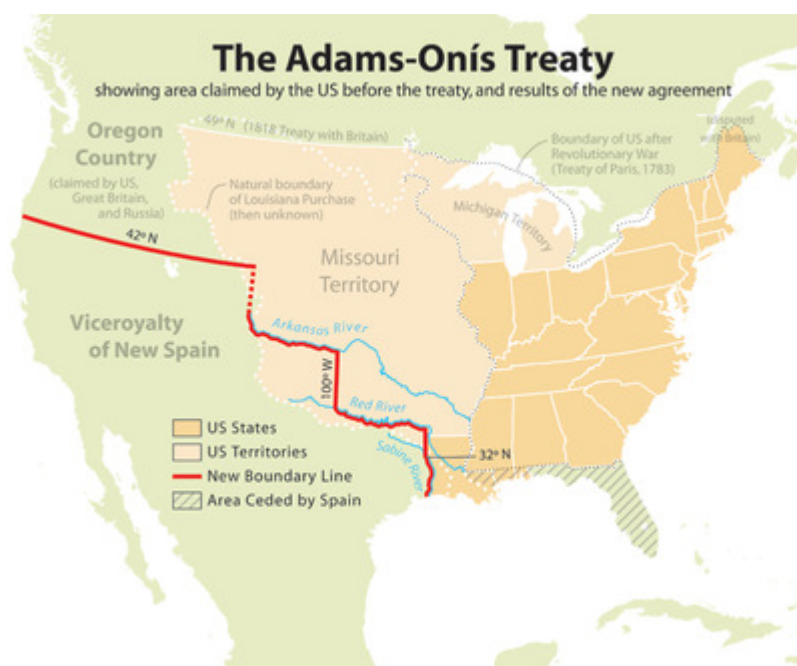 The Adams-Onís Treaty
showing area claimed by the US before the treaty, and results of the new agreement
49º N (1818 Treaty with Britain)
(disputed
with Britain)
Oregon
Country
(claimed by US,
Great Britain,
and Russia)
Boundary of US after
Revolutionary War
(Treaty of Paris, 1783)
Natural boundary
of Louisiana Purchase
(then unknown)
Michigan Territory
42º N
Missouri
Territory
Viceroyalty
of New Spain
Arkansas River
100º W
Red River
Sabine River
32º N
US States
US Territories
New Boundary Line
Area Ceded by Spain